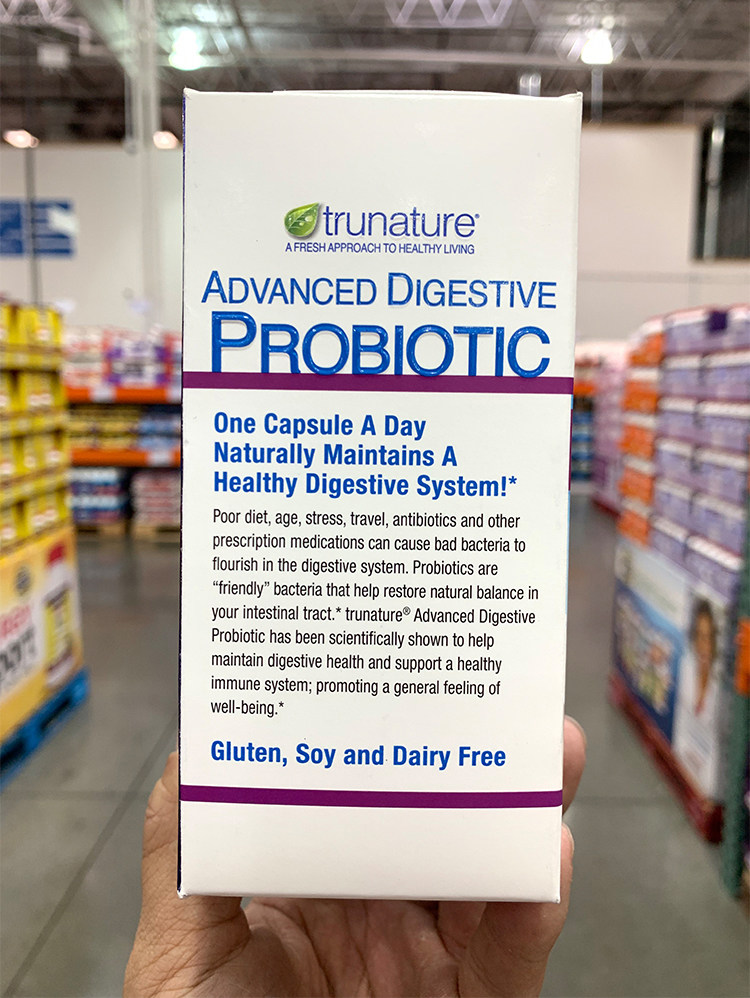 trunature®
A FRESH APPROACH TO HEALTHY LIVING
ADVANCED DIGESTIVE
PROBIOTIC
One Capsule A Day
Naturally Maintains A
Healthy Digestive System!*
Poor diet, age, stress, travel, antibiotics and other
prescription medications can cause bad bacteria to
flourish in the digestive system. Probiotics are
“friendly” bacteria that help restore natural balance in
your intestinal tract.* trunature® Advanced Digestive
Probiotic has been scientifically shown to help
maintain digestive health and support a healthy
immune system; promoting a general feeling of
well-being.*
Gluten, Soy and Dairy Free